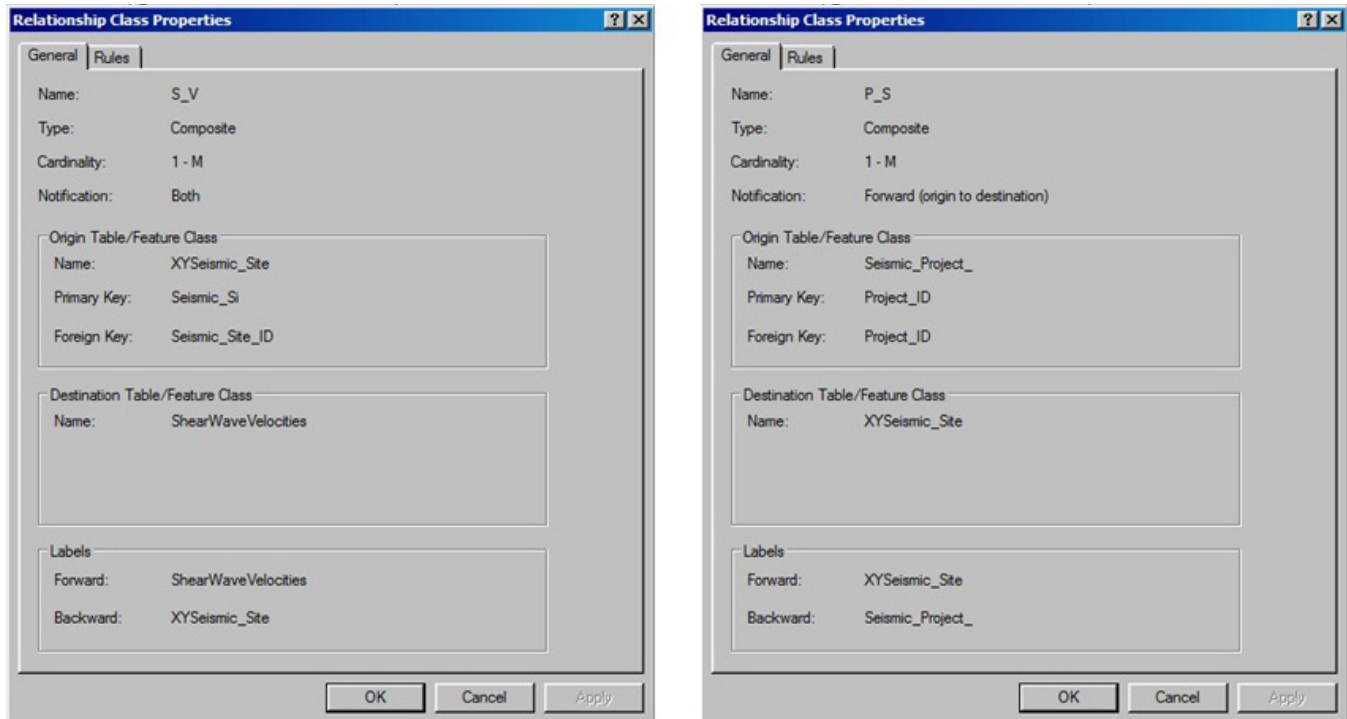 Relationship Class Properties
General Rules
Name: S_V
Type: Composite
Cardinality: 1 - M
Notification: Both
Origin Table/Feature Class
Name: XYSeismic_Site
Primary Key: Seismic_Si
Foreign Key: Seismic_Site_ID
Destination Table/Feature Class
Name: ShearWaveVelocities
Labels
Forward: ShearWaveVelocities
Backward: XYSeismic_Site
OK Cancel Apply
Relationship Class Properties
General Rules
Name: P_S
Type: Composite
Cardinality: 1 - M
Notification: Forward (origin to destination)
Origin Table/Feature Class
Name: Seismic_Project_
Primary Key: Project_ID
Foreign Key: Project_ID
Destination Table/Feature Class
Name: XYSeismic_Site
Labels
Forward: XYSeismic_Site
Backward: Seismic_Project_
OK Cancel Apply